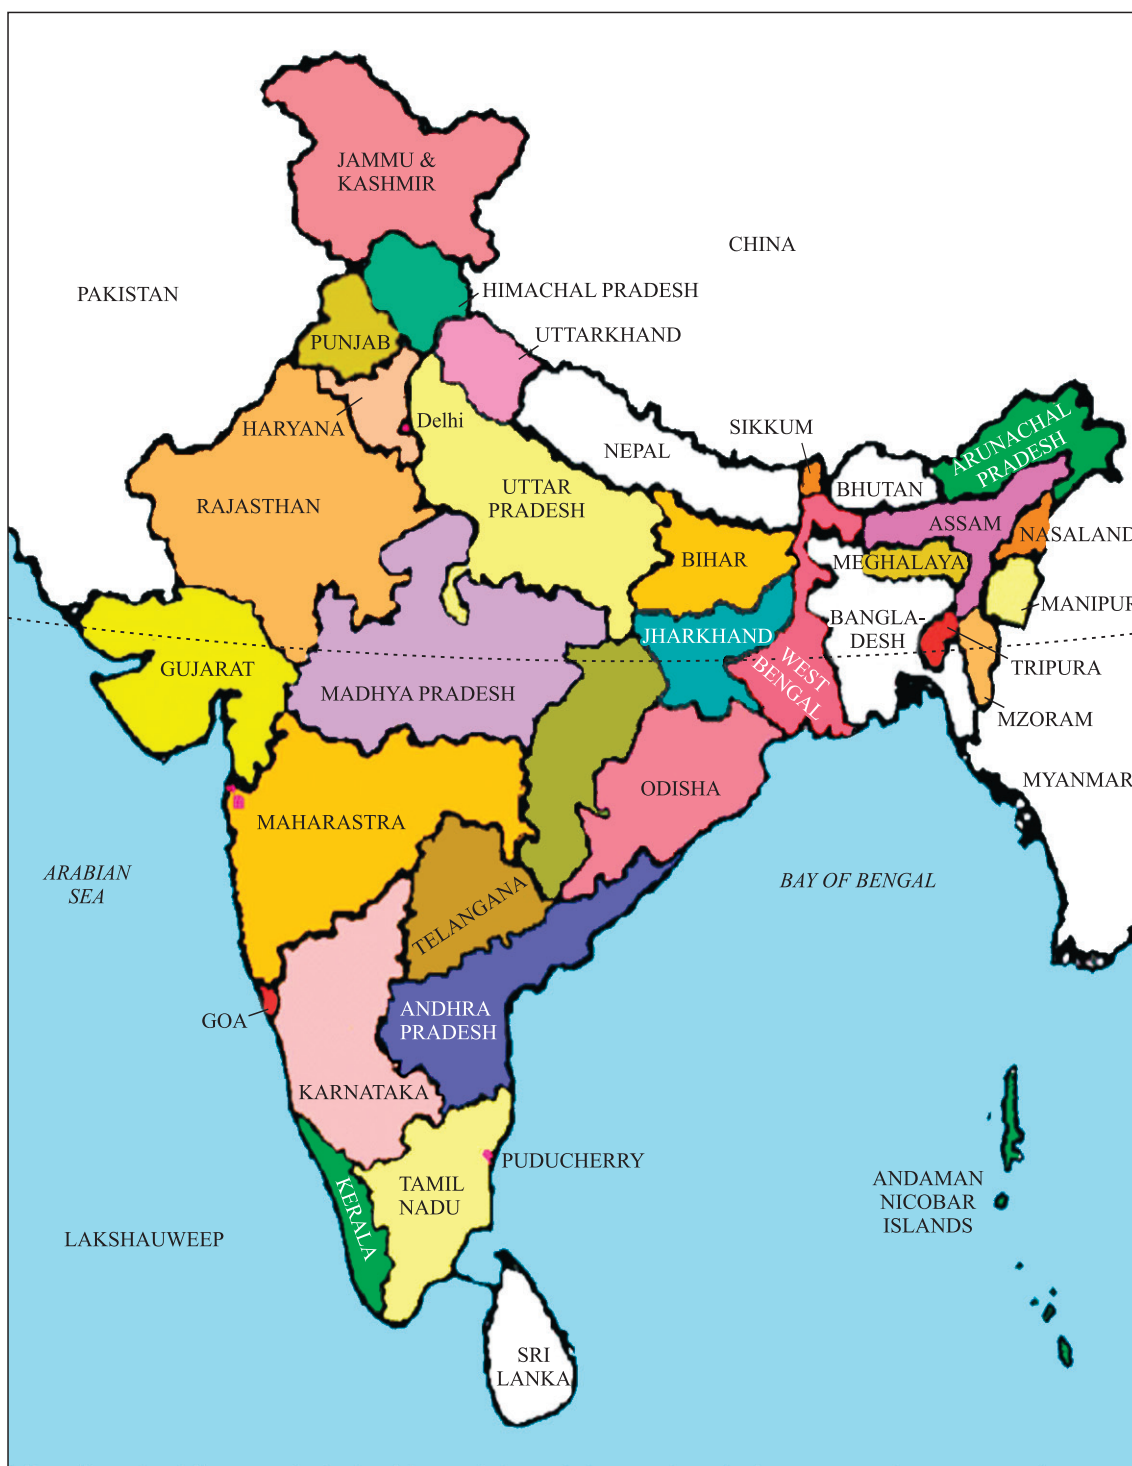 JAMMU &
KASHMIR
CHINA
PAKISTAN
HIMACHAL PRADESH
UTTARKHAND
PUNJAB
HARYANA
Delhi
SIKKUM
ARUNACHAL
PRADESH
NEPAL
BHUTAN
RAJASTHAN
UTTAR
PRADESH
ASSAM
NASALAND
BIHAR
MEGHALAYA
MANIPUR
BANGLA-
DESH
JHARKHAND
WEST
BENGAL
GUJARAT
TRIPURA
MADHYA PRADESH
MZORAM
MYANMAR
ODISHA
MAHARASTRA
ARABIAN
SEA
BAY OF BENGAL
TELANGANA
ANDHRA
PRADESH
GOA
KARNATAKA
PUDUCHERRY
TAMIL
NADU
KERALA
ANDAMAN
NICOBAR
ISLANDS
LAKSHAUWEEP
SRI
LANKA